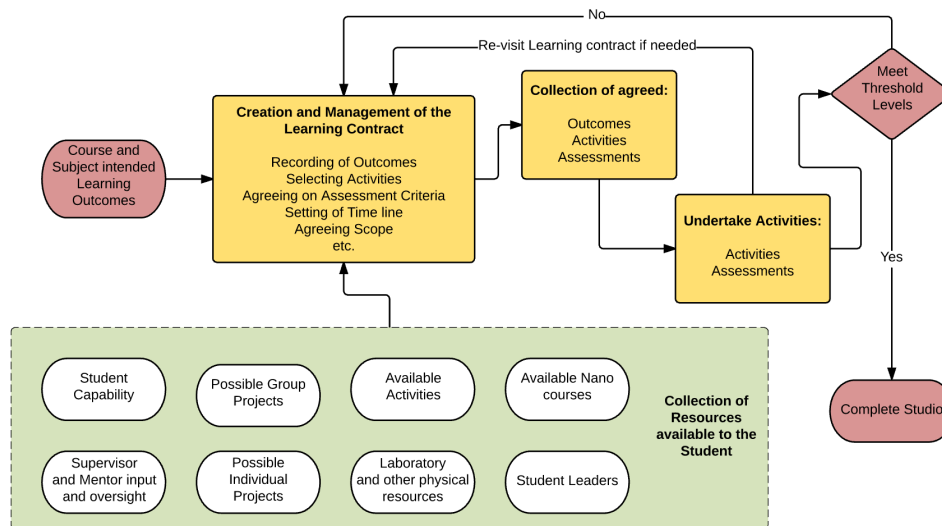 No
Re-visit Learning contract if needed
Meet
Threshold
Levels
Collection of agreed:
Outcomes
Activities
Assessments
Creation and Management of the
Learning Contract
Recording of Outcomes
Selecting Activities
Agreeing on Assessment Criteria
Setting of Time line
Agreeing Scope
etc.
Course and
Subject intended
Learning
Outcomes
Undertake Activities:
Activities
Assessments
Yes
Complete Studio
Student
Capability
Possible Group
Projects
Available
Activities
Available Nano
courses
Collection of
Resources
available to the
Student
Supervisor
and Mentor input
and oversight
Possible
Individual
Projects
Laboratory
and other physical
resources
Student Leaders